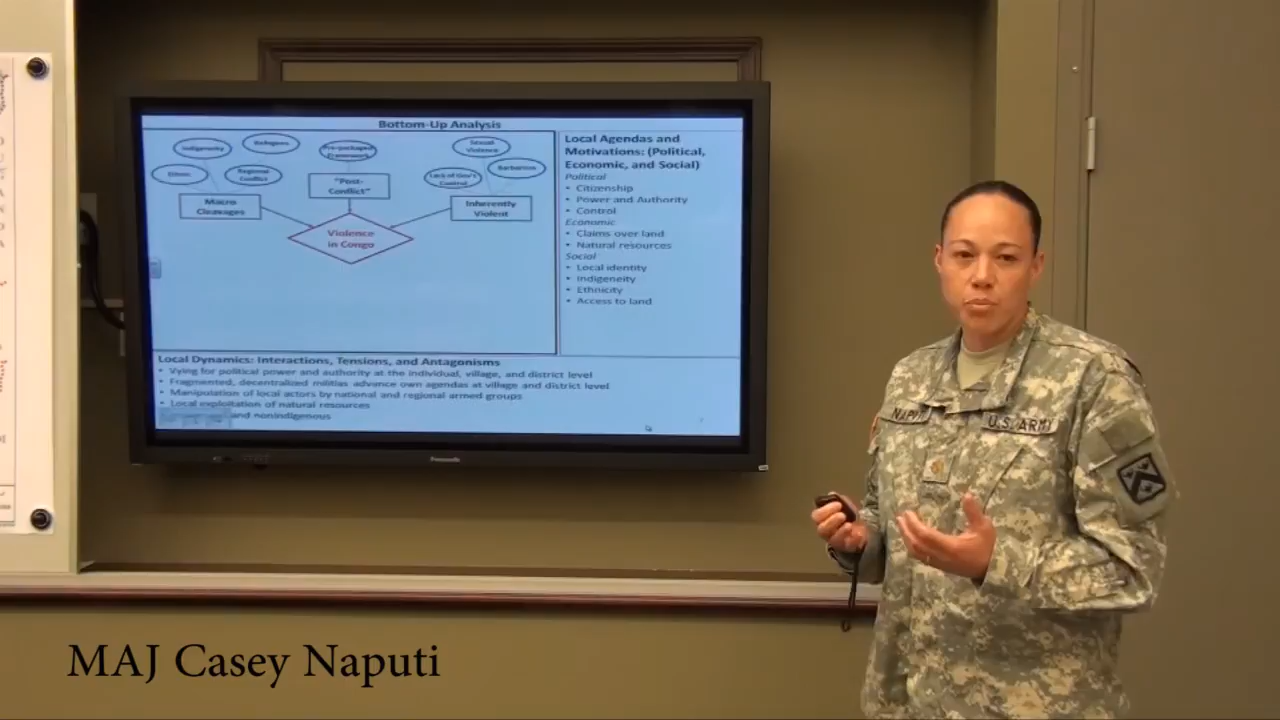 Bottom-Up Analysis
Indigeneity
Refugees
Pre-packaged
Framework
Sexual
Violence
Ethnic
Regional
Conflict
Lack of Gov't
Control
Barbarism
Macro
Cleavages
"Post-
Conflict"
Inherently
Violent
Violence
in Congo
Local Agendas and
Motivations: (Political,
Economic, and Social)
Political
• Citizenship
• Power and Authority
• Control
Economic
• Claims over land
• Natural resources
Social
• Local identity
• Indigeneity
• Ethnicity
• Access to land
Local Dynamics: Interactions, Tensions, and Antagonisms
• Vying for political power and authority at the individual, village, and district level
• Fragmented, decentralized militias advance own agendas at village and district level
• Manipulation of local actors by national and regional armed groups
• Local exploitation of natural resources
and nonindigenous
Panasonic
U.S. ARMY
MAJ Casey Naputi